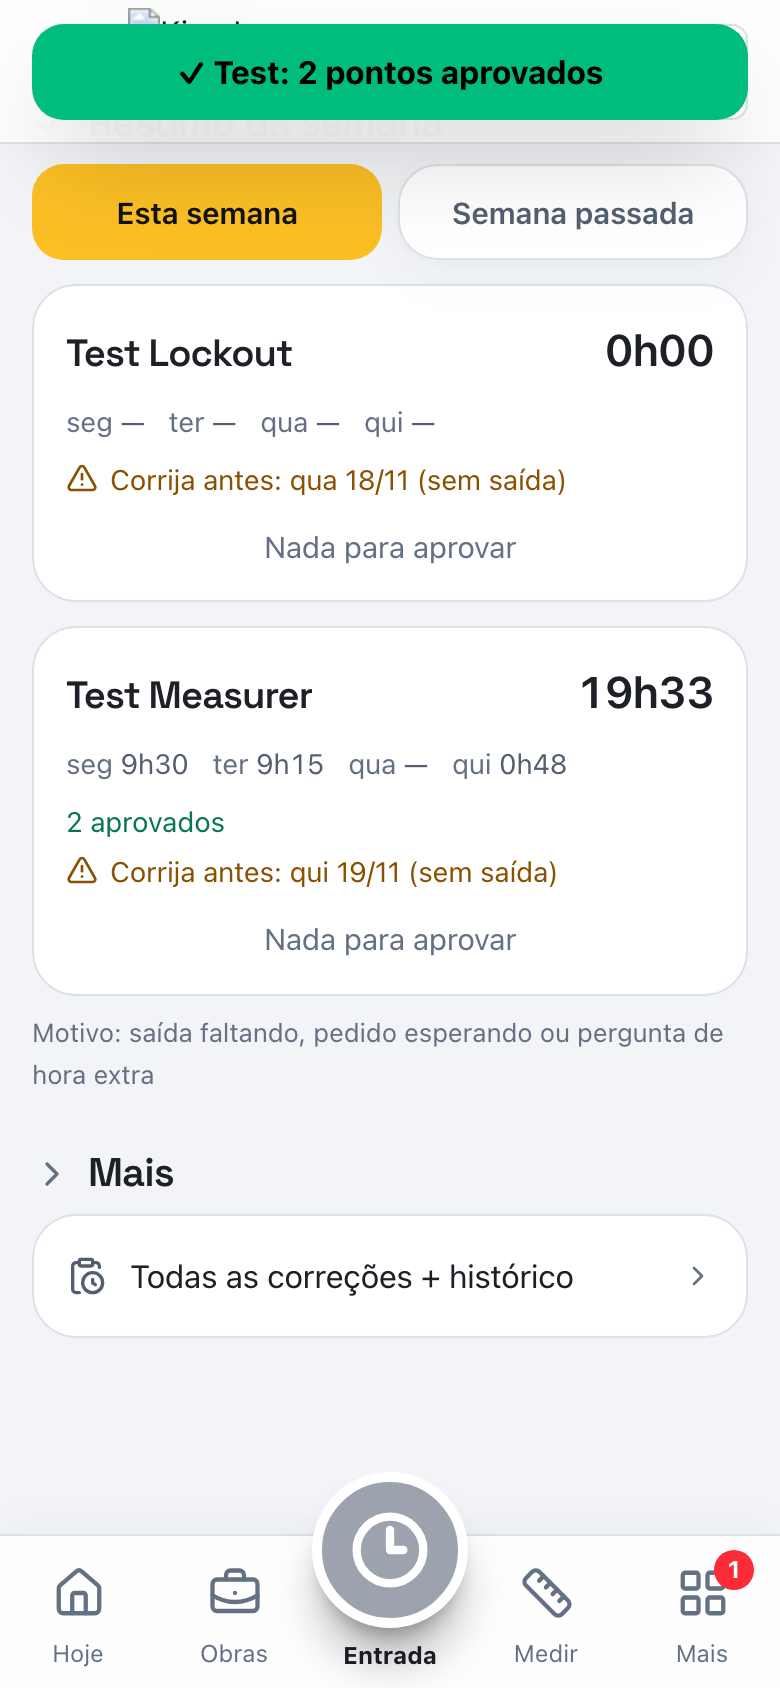 ✓ Test: 2 pontos aprovados
Resumo da semana
Esta semana
Semana passada
Test Lockout
0h00
seg — ter — qua — qui —
Corrija antes: qua 18/11 (sem saída)
Nada para aprovar
Test Measurer
19h33
seg 9h30 ter 9h15 qua — qui 0h48
2 aprovados
Corrija antes: qui 19/11 (sem saída)
Nada para aprovar
Motivo: saída faltando, pedido esperando ou pergunta de
hora extra
Mais
Todas as correções + histórico
1
Hoje
Obras
Entrada
Medir
Mais